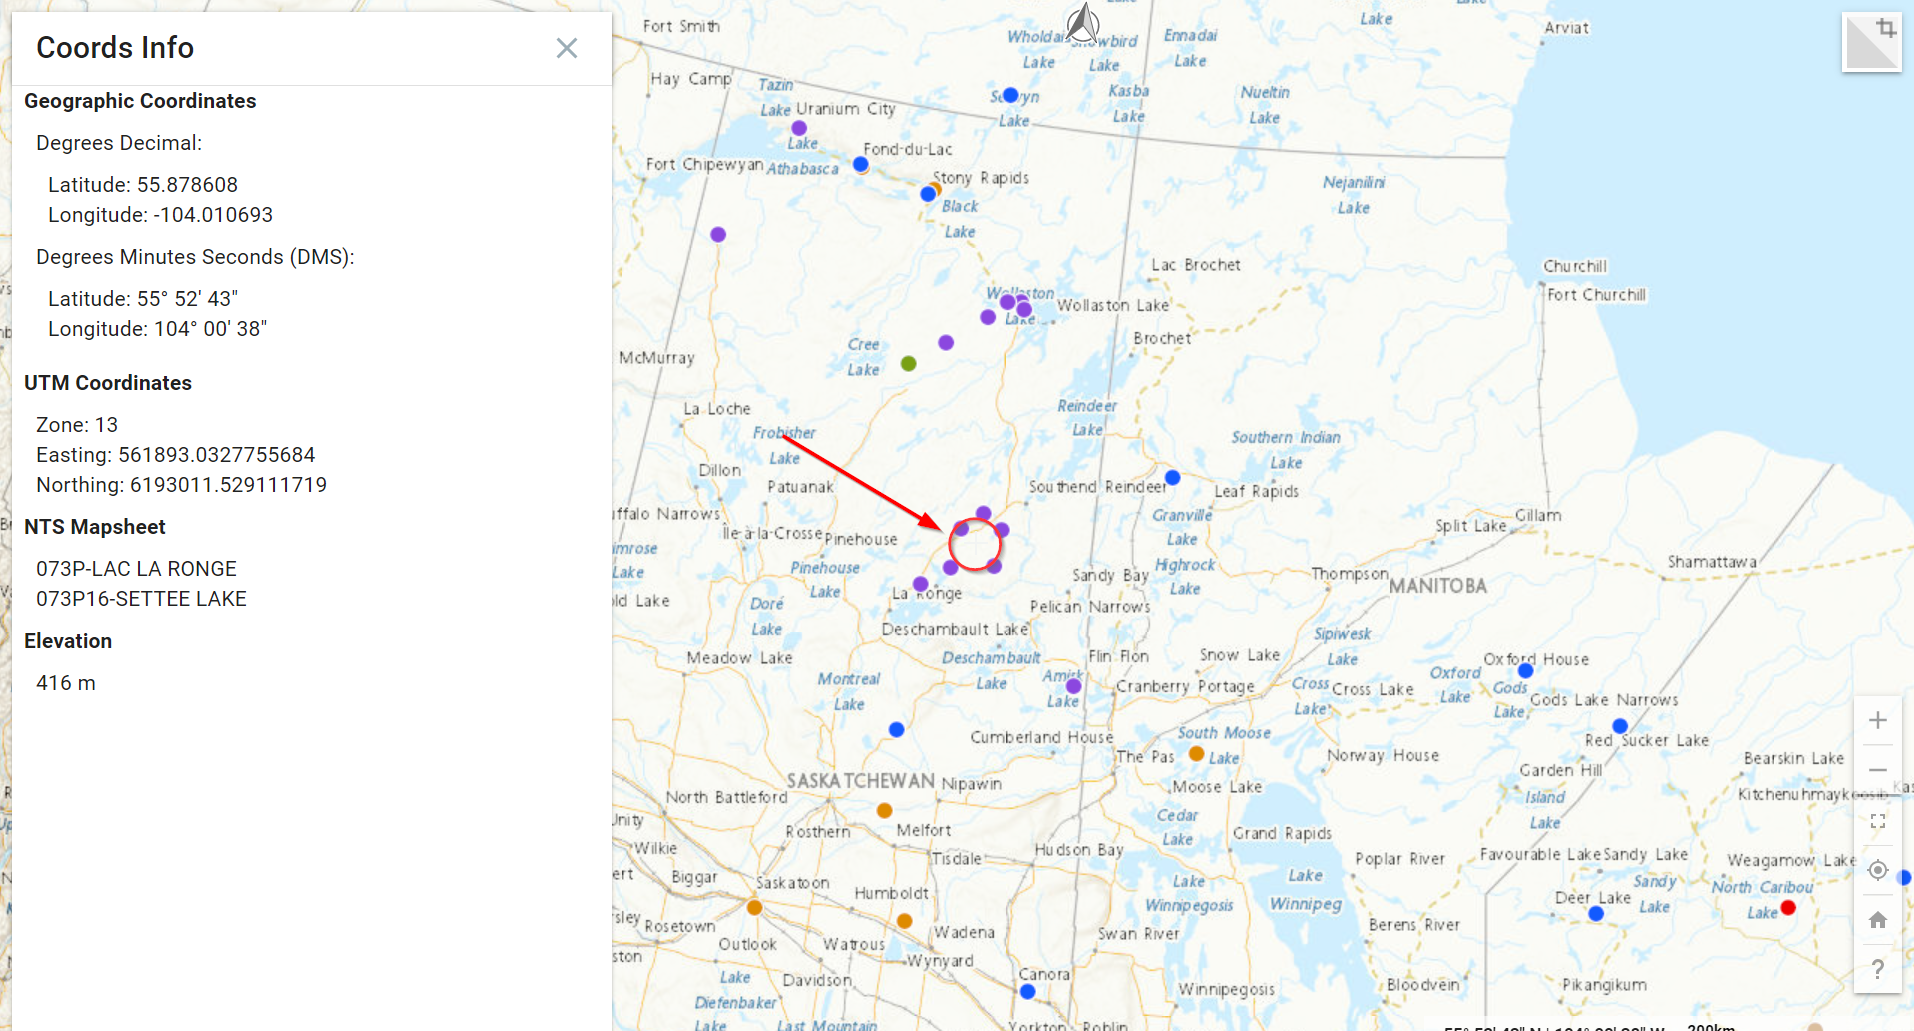 Coords Info
Geographic Coordinates
Degrees Decimal:
Latitude: 55.878608
Longitude: -104.010693
Degrees Minutes Seconds (DMS):
Latitude: 55° 52' 43"
Longitude: 104° 00' 38"
UTM Coordinates
Zone: 13
Easting: 561893.0327755684
Northing: 6193011.529111719
NTS Mapsheet
073P-LAC LA RONGE
073P16-SETTEE LAKE
Elevation
416 m
Fort Smith
Lake
Lake
Arviat
Ennadai
Lake
Lake
Lake
Hay Camp
Tazin
Lake
Uranium City
Lake
Kasba
Lake
Nueltin
Lake
Lake
Athabasca
Fond-du-Lac
Fort Chipewyan
Stony Rapids
Black
Lake
Nejanilini
Lake
Lac Brochet
Churchill
Fort Churchill
Wollaston
Lake
Wollaston Lake
Brochet
Cree
Lake
McMurray
Reindeer
Lake
La Loche
Frobisher
Lake
Southern Indian
Lake
Dillon
Patuanak
Southend Reindeer
Leaf Rapids
ffalo Narrows
Granville
Lake
Split Lake
Gillam
Île-à-la-Crosse
Pinehouse
Shamattawa
imrose
Lake
Pinehouse
Lake
Sandy Bay
Highrock
Lake
Thompson
MANITOBA
ld Lake
Doré
Lake
La Ronge
Pelican Narrows
Deschambault Lake
Sipiwesk
Lake
Meadow Lake
Deschambault
Lake
Flin Flon
Snow Lake
Oxford House
Montreal
Lake
Amisk
Lake
Cranberry Portage
Cross
Lake
Cross Lake
Oxford
Lake
Gods
Lake
Gods Lake Narrows
Cumberland House
South Moose
Lake
The Pas
Norway House
Red Sucker Lake
Bearskin Lake
Garden Hill
SASKATCHEWAN
Nipawin
Moose Lake
North Battleford
Island
Lake
Unity
Rosthern
Melfort
Cedar
Lake
Grand Rapids
Wilkie
Tisdale
Hudson Bay
Poplar River
Favourable Lake
Sandy Lake
Weagamow Lake
ert
Biggar
Saskatoon
Humboldt
Lake
Winnipegosis
Lake
Winnipeg
Sandy
Lake
North Caribou
Lake
Deer Lake
sley
Rosetown
Outlook
Watrous
Wadena
Swan River
Berens River
ston
Wynyard
Lake
Diefenbaker
Lake
Davidson
Canora
Winnipegosis
Bloodvein
Pikangikum
Last Mountain
Yorkton
Roblin
200km